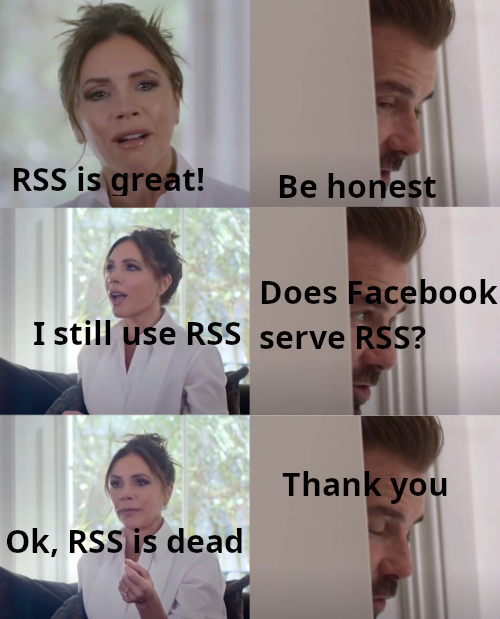 RSS is great!
Be honest
I still use RSS
Does Facebook
serve RSS?
Ok, RSS is dead
Thank you